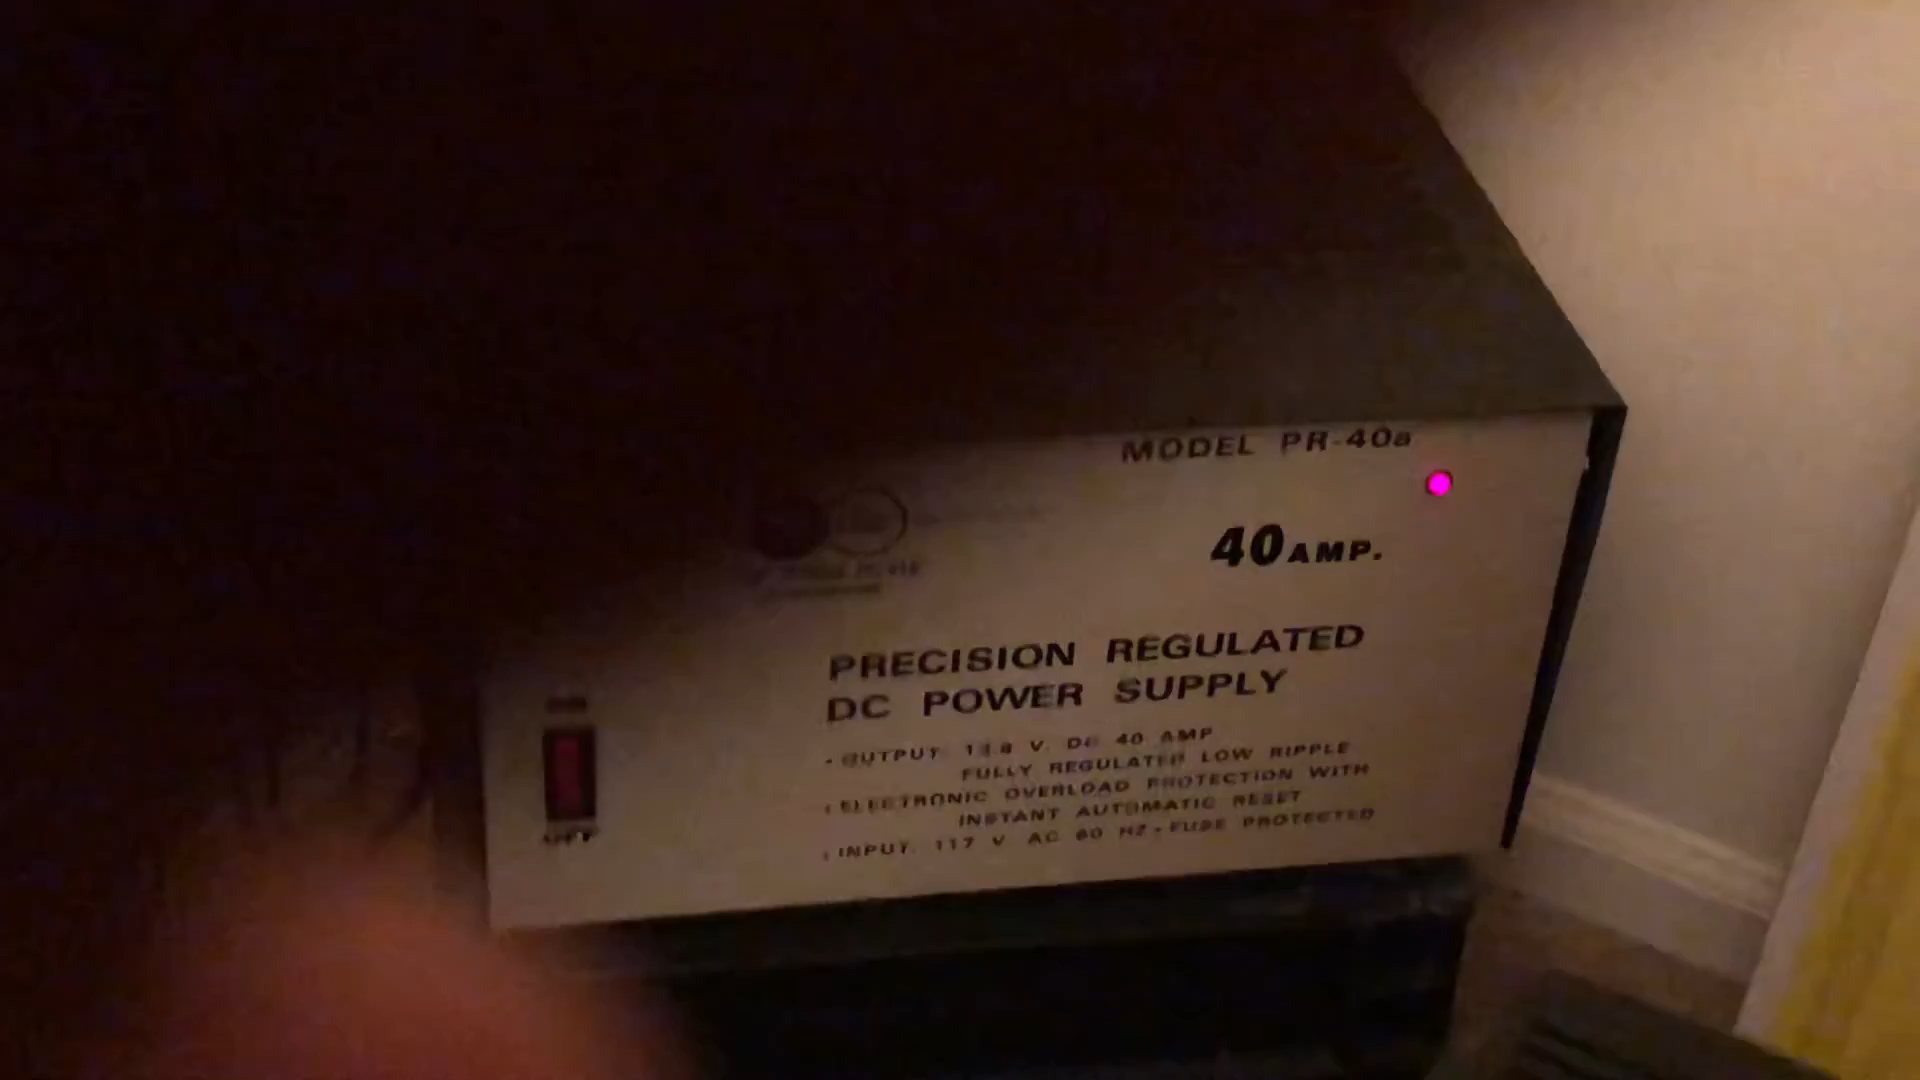 MODEL PR-40a
40 AMP.
PRECISION REGULATED
DC POWER SUPPLY
• OUTPUT: 13.8 V. DC 40 AMP
FULLY REGULATED LOW RIPPLE
• ELECTRONIC OVERLOAD PROTECTION WITH
INSTANT AUTOMATIC RESET
• INPUT: 117 V AC 60 HZ - FUSE PROTECTED
OFF